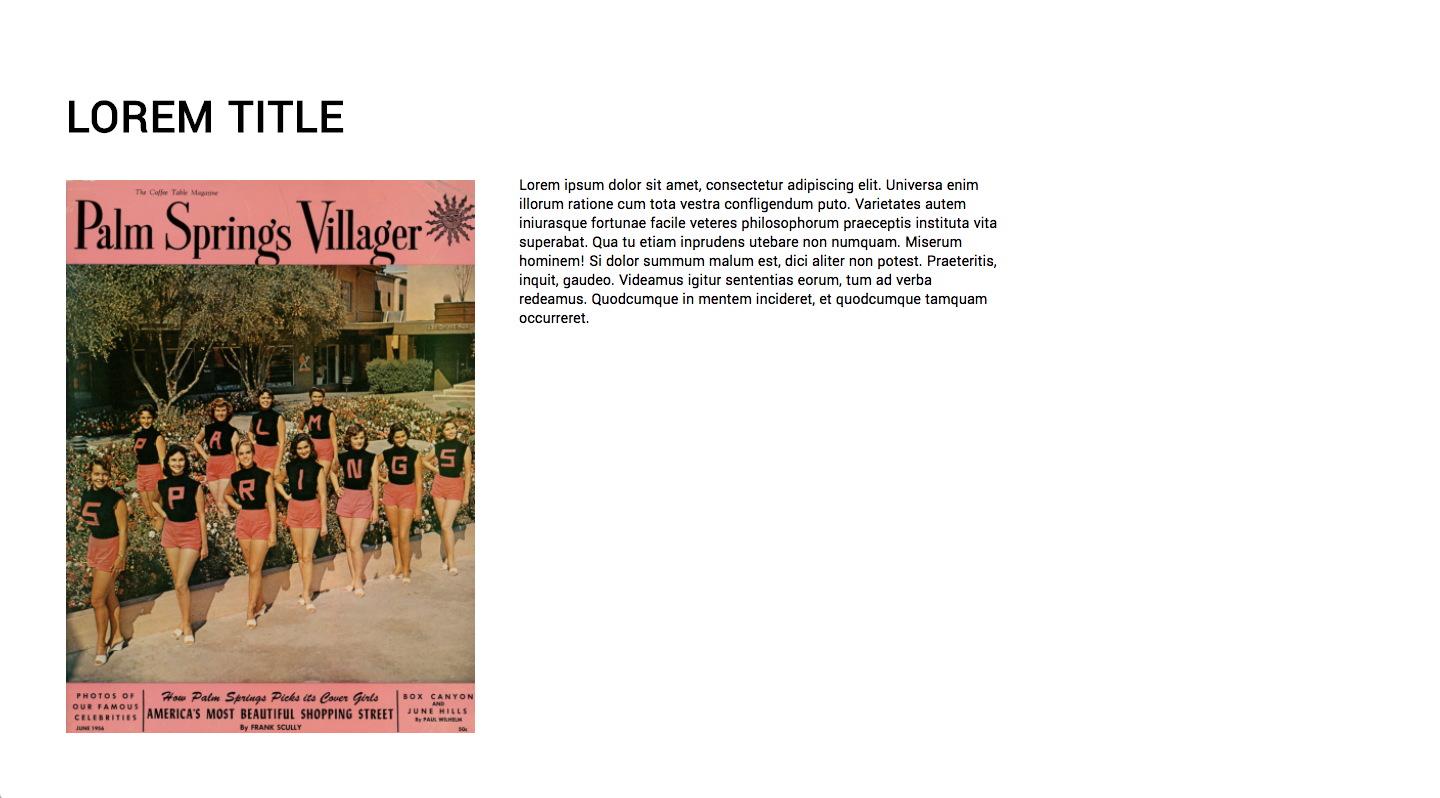 LOREM TITLE
The Coffee Table Magazine
Palm Springs Villager
Lorem ipsum dolor sit amet, consectetur adipiscing elit. Universa enim
illorum ratione cum tota vestra confligendum puto. Varietates autem
iniurasque fortunae facile veteres philosophorum praeceptis instituta vita
superabat. Qua tu etiam inprudens utebare non numquam. Miserum
hominem! Si dolor summum malum est, dici aliter non potest. Praeteritis,
inquit, gaudeo. Videamus igitur sententias eorum, tum ad verba
redeamus. Quodcumque in mentem incideret, et quodcumque tamquam
occurreret.
P A L M
S P R I N G S
PHOTOS OF
OUR FAMOUS
CELEBRITIES
JUNE 1956
How Palm Springs Picks its Cover Girls
AMERICA'S MOST BEAUTIFUL SHOPPING STREET
By FRANK SCULLY
BOX CANYON
AND
JUNE HILLS
By PAUL WILHELM
50c